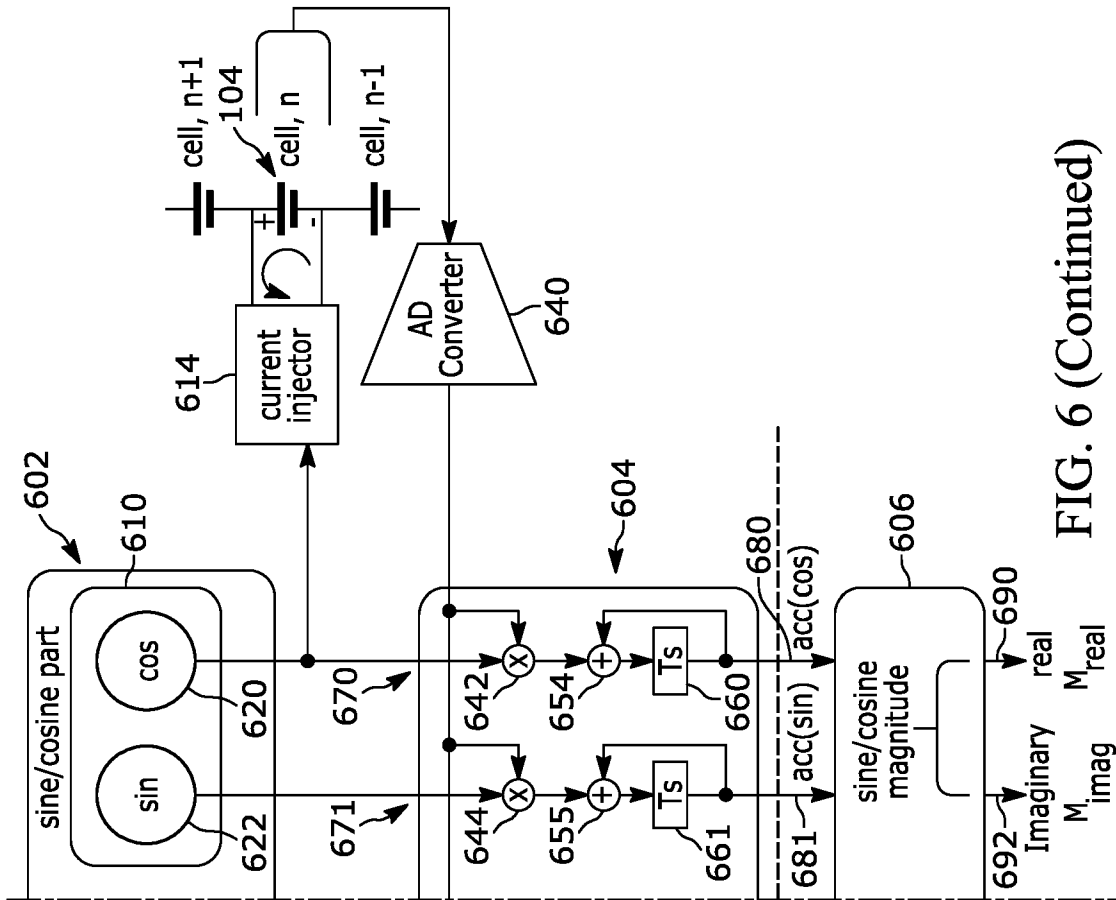 sine/cosine part
602
610
sin
cos
622
620
614
current
injector
cell, n+1
104
cell, n
cell, n-1
+
-
AD
Converter
640
671
670
604
X
X
644
642
+
+
655
654
Ts
Ts
661
660
681
acc(sin)
680
acc(cos)
606
sine/cosine
magnitude
692
690
Imaginary
real
Mimag
Mreal
FIG. 6 (Continued)